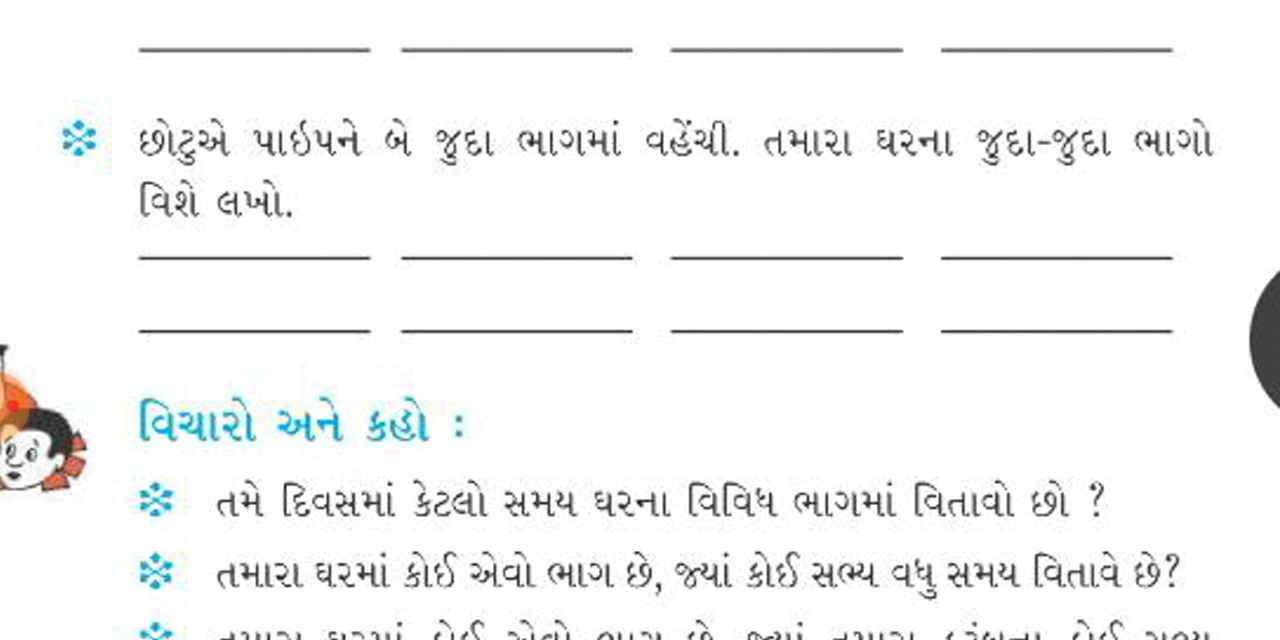 છોટુએ પાઇપને બે જુદા ભાગમાં વહેંચી. તમારા ઘરના જુદા-જુદા ભાગો
વિશે લખો.
વિચારો અને કહો :
તમે દિવસમાં કેટલો સમય ઘરના વિવિધ ભાગમાં વિતાવો છો ?
તમારા ઘરમાં કોઈ એવો ભાગ છે, જ્યાં કોઈ સભ્ય વધુ સમય વિતાવે છે?